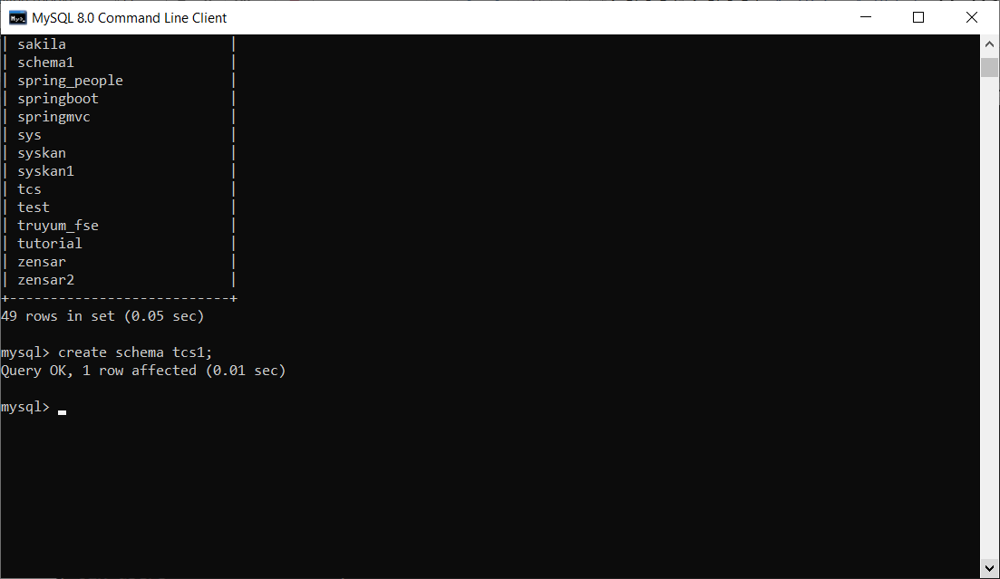 MySQL 8.0 Command Line Client
| sakila                    |
| schema1                   |
| spring_people             |
| springboot                |
| springmvc                 |
| sys                       |
| syskan                    |
| syskan1                   |
| tcs                       |
| test                      |
| truyum_fse                |
| tutorial                  |
| zensar                    |
| zensar2                   |
+---------------------------+
49 rows in set (0.05 sec)
mysql> create schema tcs1;
Query OK, 1 row affected (0.01 sec)
mysql>